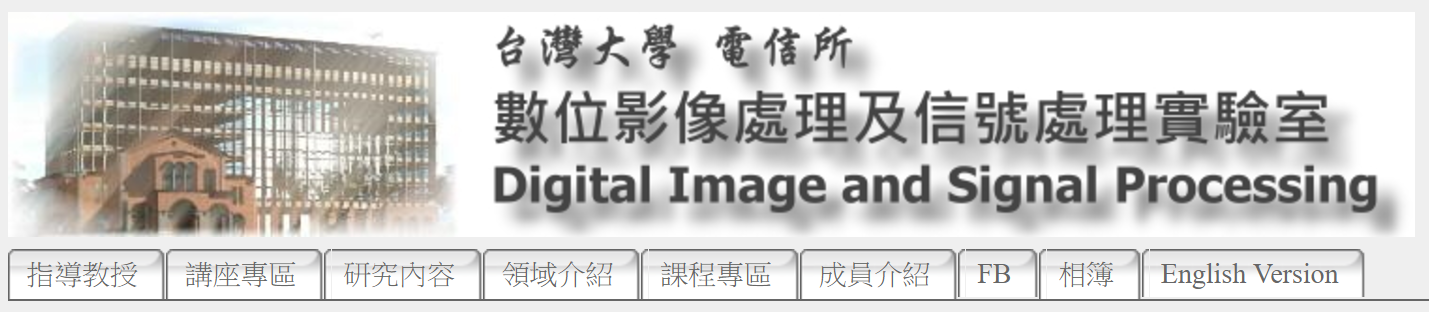 台灣大學 電信所
數位影像處理及信號處理實驗室
Digital Image and Signal Processing
指導教授 講座專區 研究內容 領域介紹 課程專區 成員介紹 FB 相簿 English Version